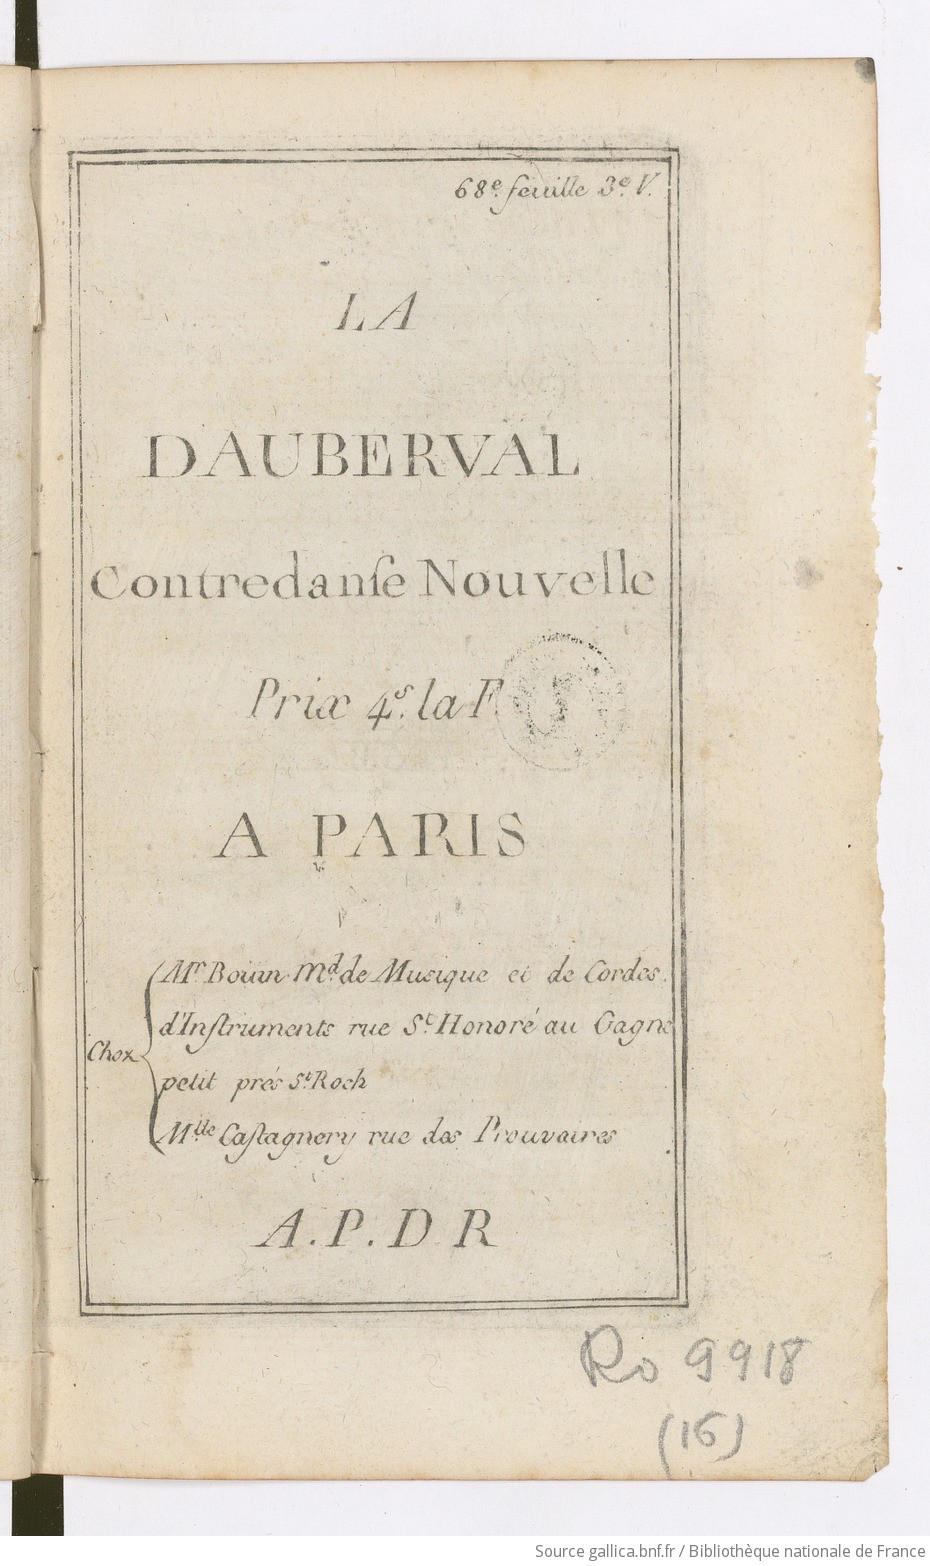 68e. feuille 3e. V.
LA
DAUBERVAL
Contredanſe Nouvelle
Prix 4s. la F.
A PARIS
Chez
Mr Bouin Md. de Musique et de Cordes.
d'Inſtruments rue St. Honoré au Gagne
petit prés St. Roch
Mlle Caſtagnery rue des Prouvaires
A. P. D R
Ro 9918
(16)
Source gallica.bnf.fr / Bibliothèque nationale de France